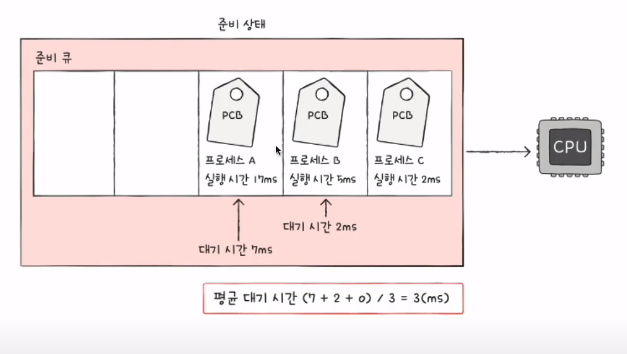 준비 상태
준비 큐
PCB
PCB
PCB
프로세스 A
실행 시간 17ms
프로세스 B
실행 시간 5ms
프로세스 C
실행 시간 2ms
CPU
대기 시간 7ms
대기 시간 2ms
평균 대기 시간 (7 + 2 + 0) / 3 = 3(ms)